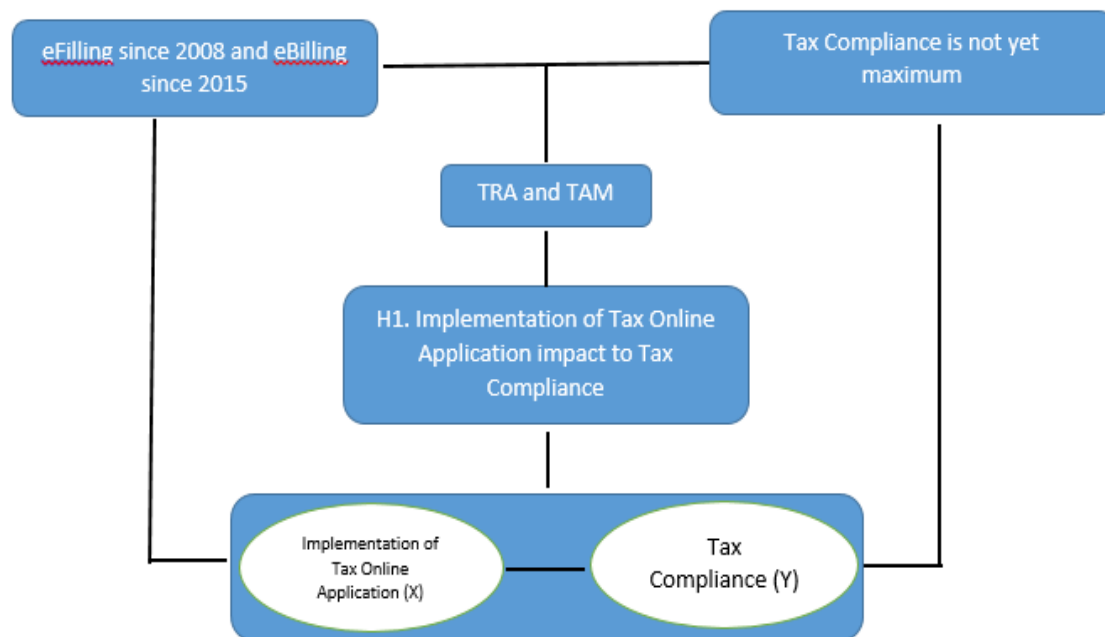 eFilling since 2008 and eBilling
since 2015
Tax Compliance is not yet
maximum
TRA and TAM
H1. Implementation of Tax Online
Application impact to Tax
Compliance
Implementation of
Tax Online
Application (X)
Tax
Compliance (Y)